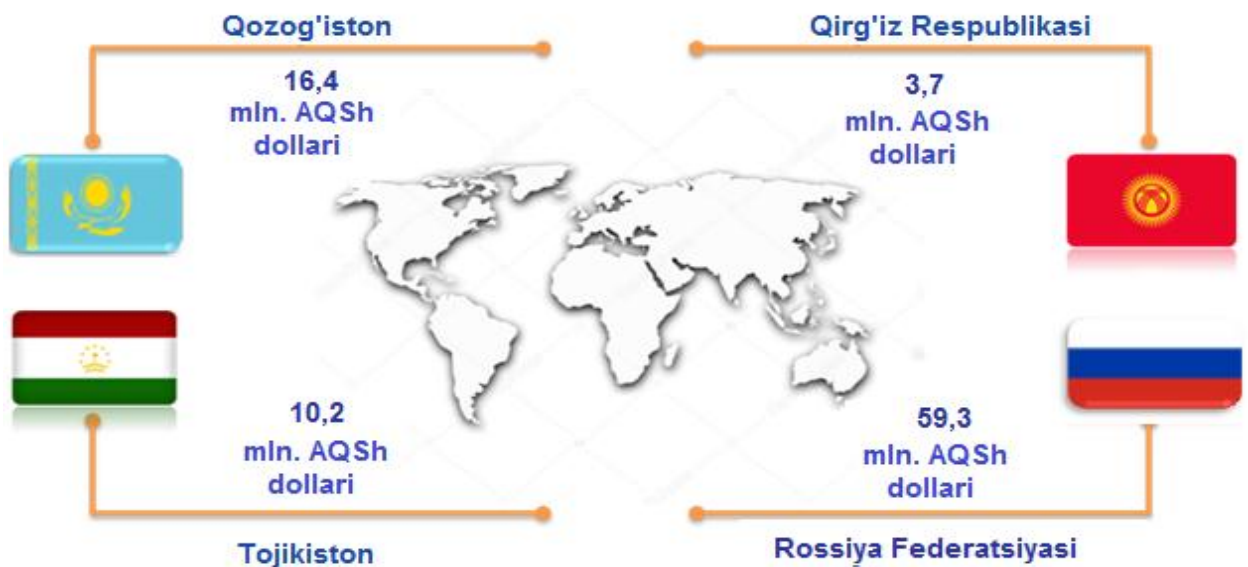 Qozog'iston
16,4
mln. AQSh
dollari
Qirg'iz Respublikasi
3,7
mln. AQSh
dollari
10,2
mln. AQSh
dollari
Tojikiston
59,3
mln. AQSh
dollari
Rossiya Federatsiyasi